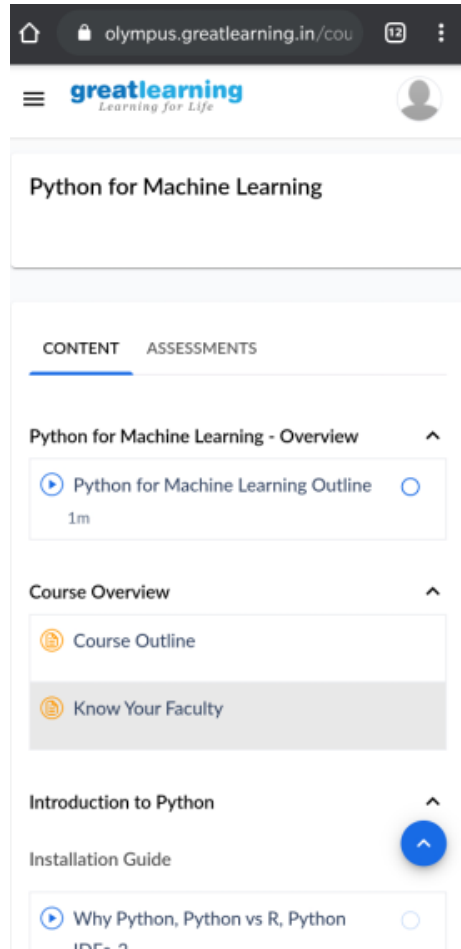 olympus.greatlearning.in/cou
12
greatlearning
Learning for Life
Python for Machine Learning
CONTENT ASSESSMENTS
Python for Machine Learning - Overview
Python for Machine Learning Outline
1m
Course Overview
Course Outline
Know Your Faculty
Introduction to Python
Installation Guide
Why Python, Python vs R, Python
IDEs-2